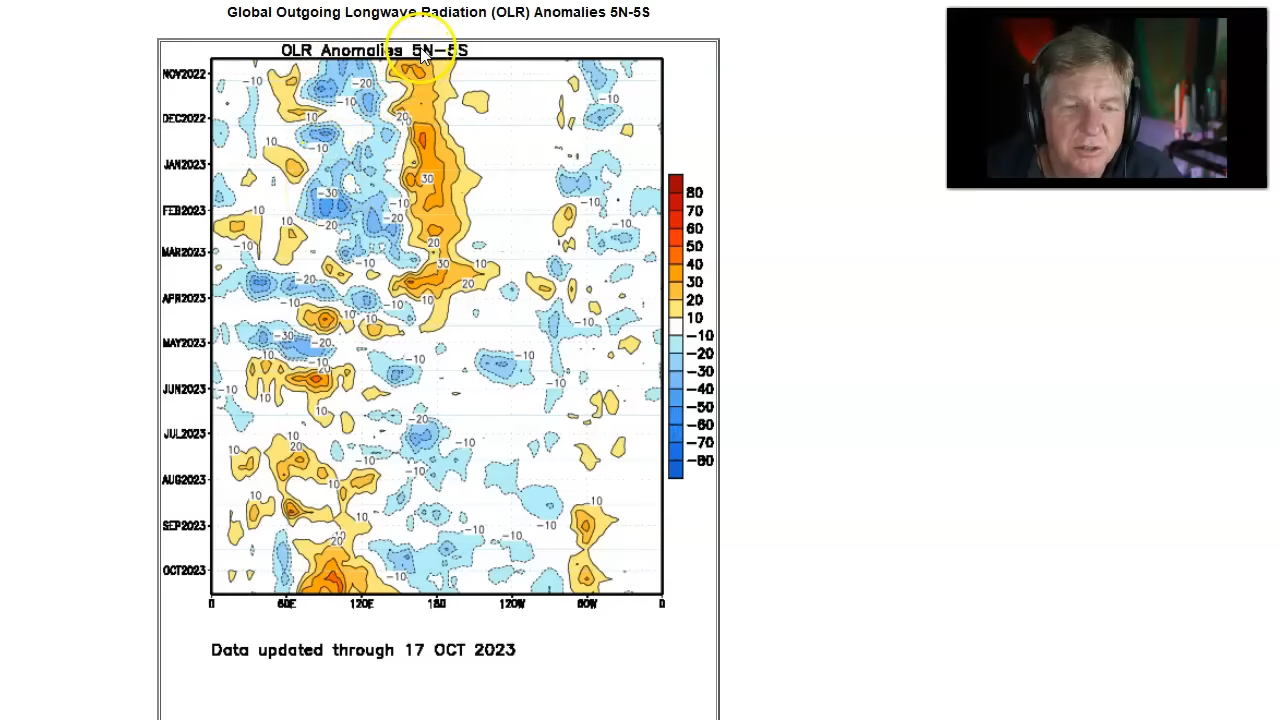 Global Outgoing Longwave Radiation (OLR) Anomalies 5N-5S
OLR Anomalies 5N-5S
NOV2022
DEC2022
JAN2023
FEB2023
MAR2023
APR2023
MAY2023
JUN2023
JUL2023
AUG2023
SEP2023
OCT2023
0
60E
120E
180
120W
60W
0
80
70
60
50
40
30
20
10
-10
-20
-30
-40
-50
-60
-70
-80
Data updated through 17 OCT 2023